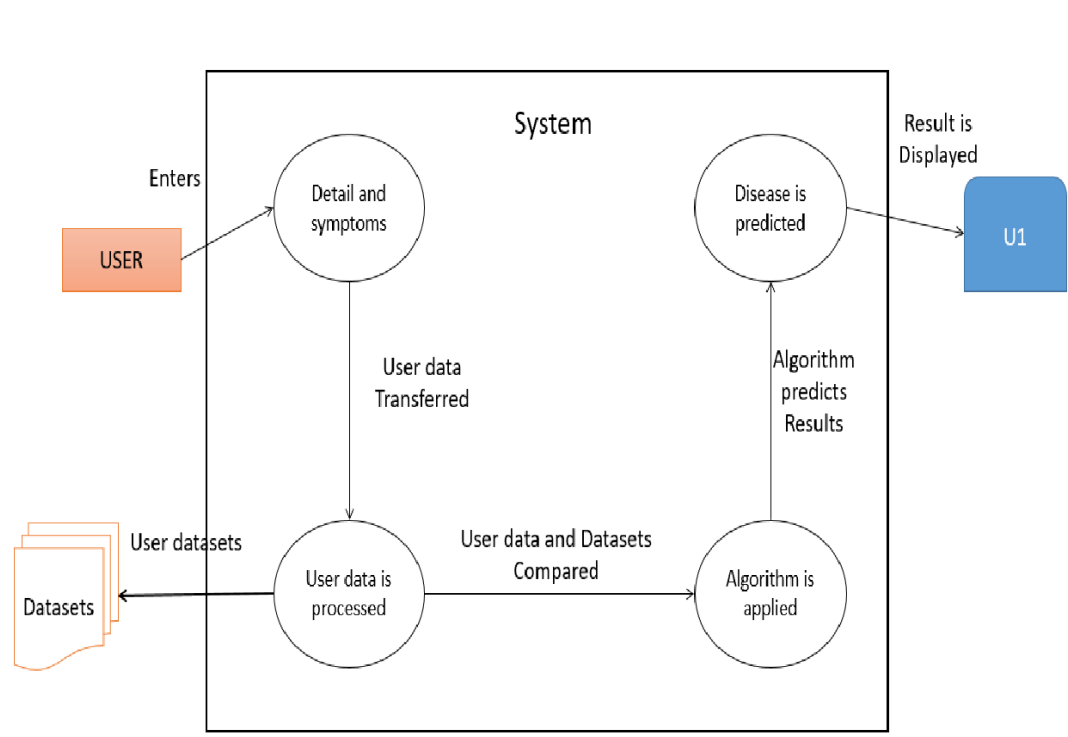 System
Enters
USER
Detail and
symptoms
Disease is
predicted
Result is
Displayed
U1
User data
Transferred
Algorithm
predicts
Results
User datasets
Datasets
User data is
processed
User data and Datasets
Compared
Algorithm is
applied